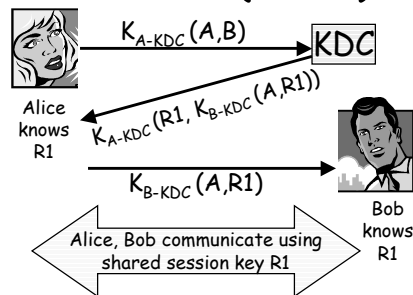 K_A-KDC(A,B)
KDC
K_A-KDC(R1, K_B-KDC(A,R1))
Alice
knows
R1
K_B-KDC(A,R1)
Bob
knows
R1
Alice, Bob communicate using
shared session key R1